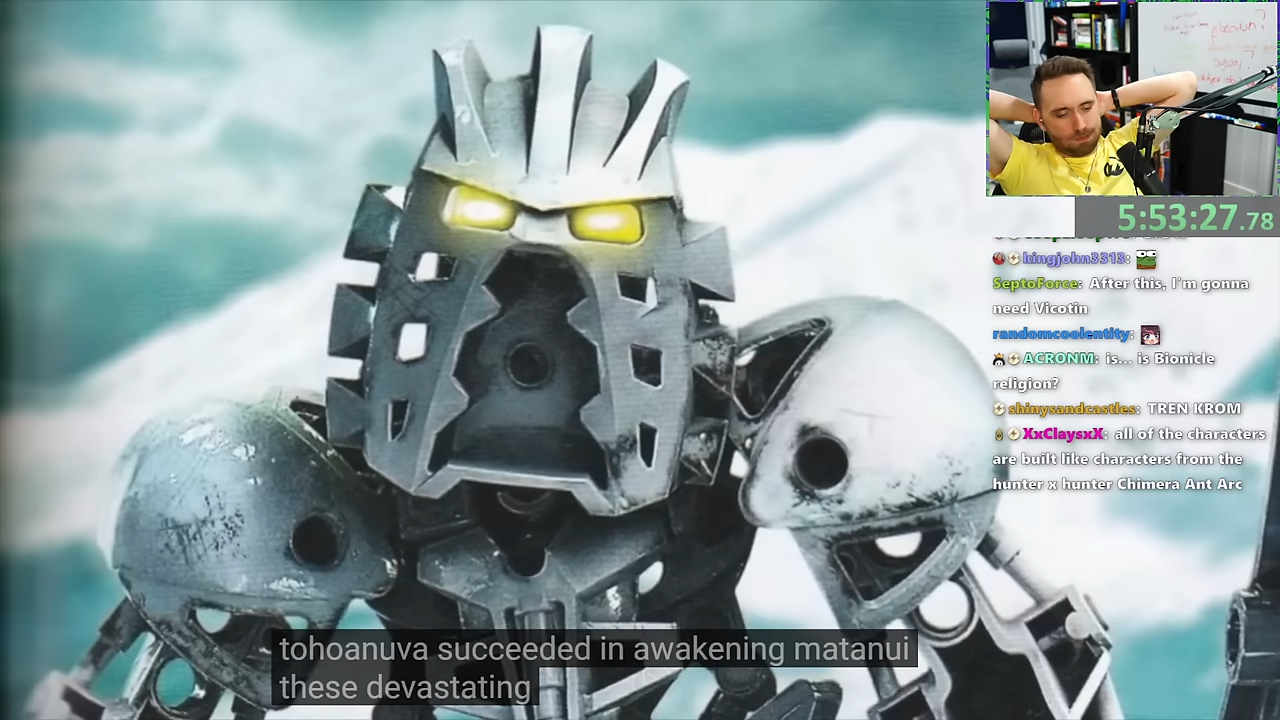 platoon?
5:53:27.78
kingjohn3313:
SeptoForce: After this, I'm gonna
need Vicotin
randomcoolentity:
ACRONM: is... is Bionicle
religion?
shinysandcastles: TREN KROM
XxClaysxX: all of the characters
are built like characters from the
hunter x hunter Chimera Ant Arc
tohoanuva succeeded in awakening matanui
these devastating